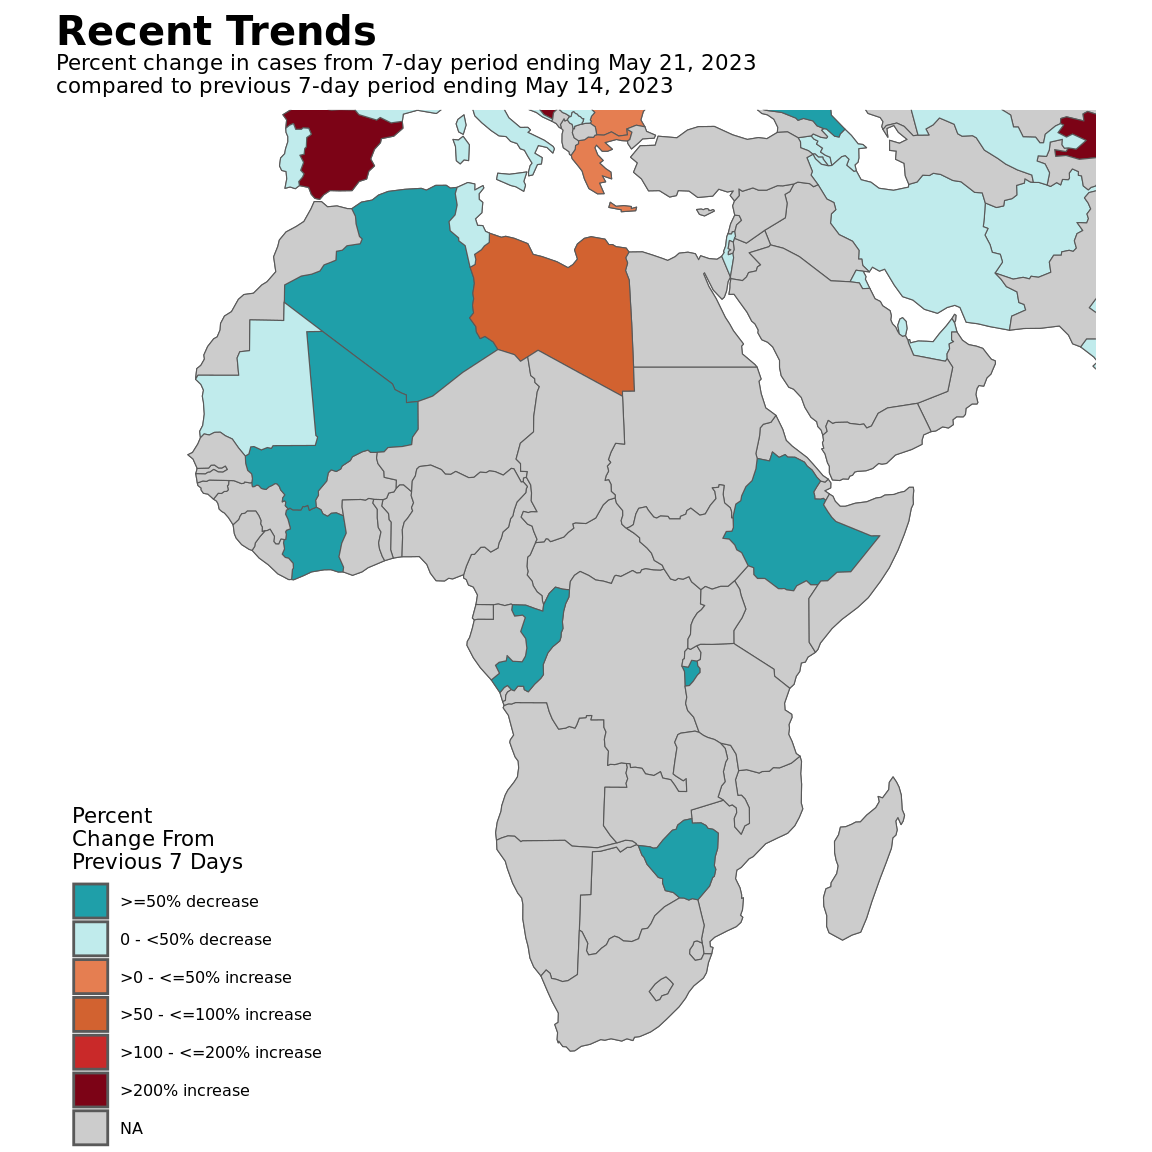 Recent Trends
Percent change in cases from 7-day period ending May 21, 2023
compared to previous 7-day period ending May 14, 2023
Percent
Change From
Previous 7 Days
>=50% decrease
0 - <50% decrease
>0 - <=50% increase
>50 - <=100% increase
>100 - <=200% increase
>200% increase
NA